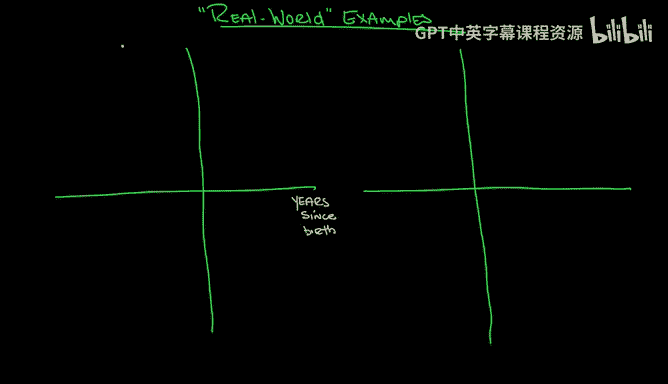 "REAL-WORLD" EXAMPLES
GPT中英字幕课程资源 bilibili
YEARS
since
birth